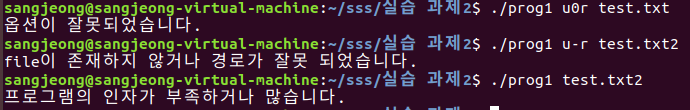 sangjeong@sangjeong-virtual-machine:~/sss/실습 과제2$ ./prog1 u0r test.txt
옵션이 잘못되었습니다.
sangjeong@sangjeong-virtual-machine:~/sss/실습 과제2$ ./prog1 u-r test.txt2
file이 존재하지 않거나 경로가 잘못 되었습니다.
sangjeong@sangjeong-virtual-machine:~/sss/실습 과제2$ ./prog1 test.txt2
프로그램의 인자가 부족하거나 많습니다.